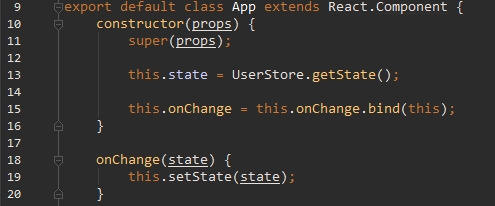 9 export default class App extends React.Component {
10 constructor(props) {
11 super(props);
12
13 this.state = UserStore.getState();
14
15 this.onChange = this.onChange.bind(this);
16 }
17
18 onChange(state) {
19 this.setState(state);
20 }